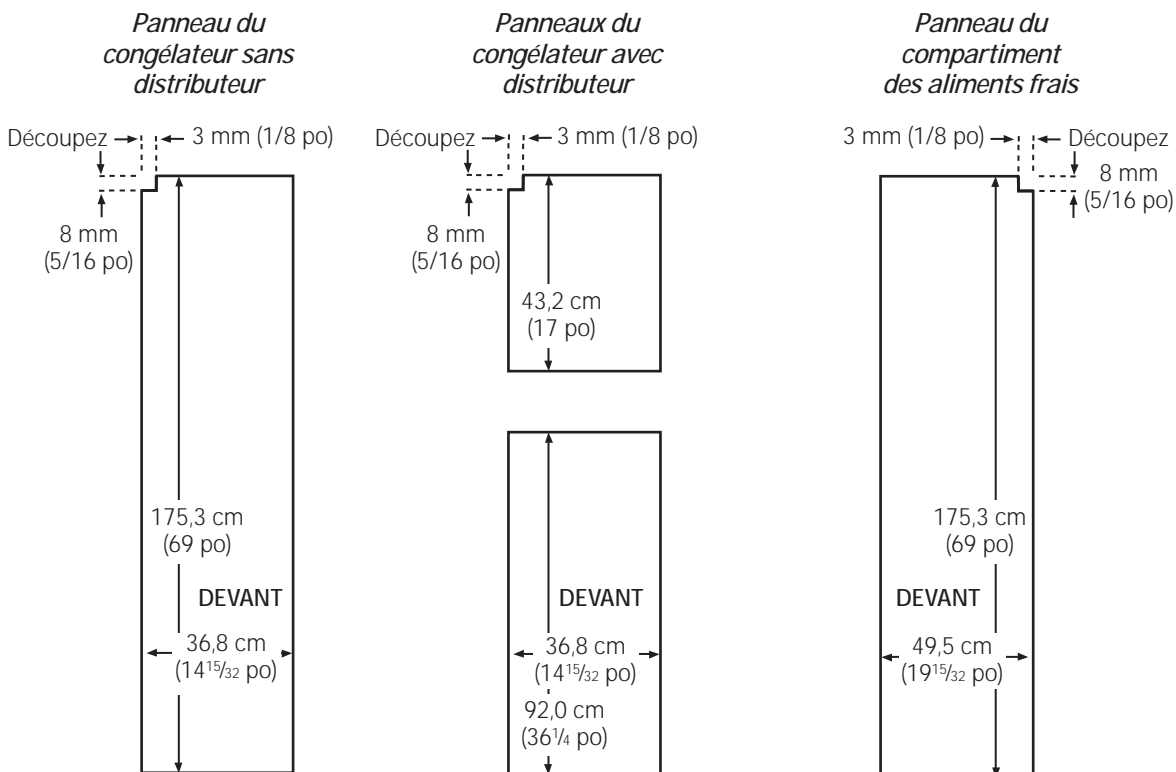 Panneau du
congélateur sans
distributeur
Découpez
3 mm (1/8 po)
8 mm
(5/16 po)
175,3 cm
(69 po)
DEVANT
36,8 cm
(14 15/32 po)
Panneaux du
congélateur avec
distributeur
Découpez
3 mm (1/8 po)
8 mm
(5/16 po)
43,2 cm
(17 po)
DEVANT
36,8 cm
(14 15/32 po)
92,0 cm
(36 1/4 po)
Panneau du
compartiment
des aliments frais
3 mm (1/8 po)
Découpez
8 mm
(5/16 po)
175,3 cm
(69 po)
DEVANT
49,5 cm
(19 15/32 po)